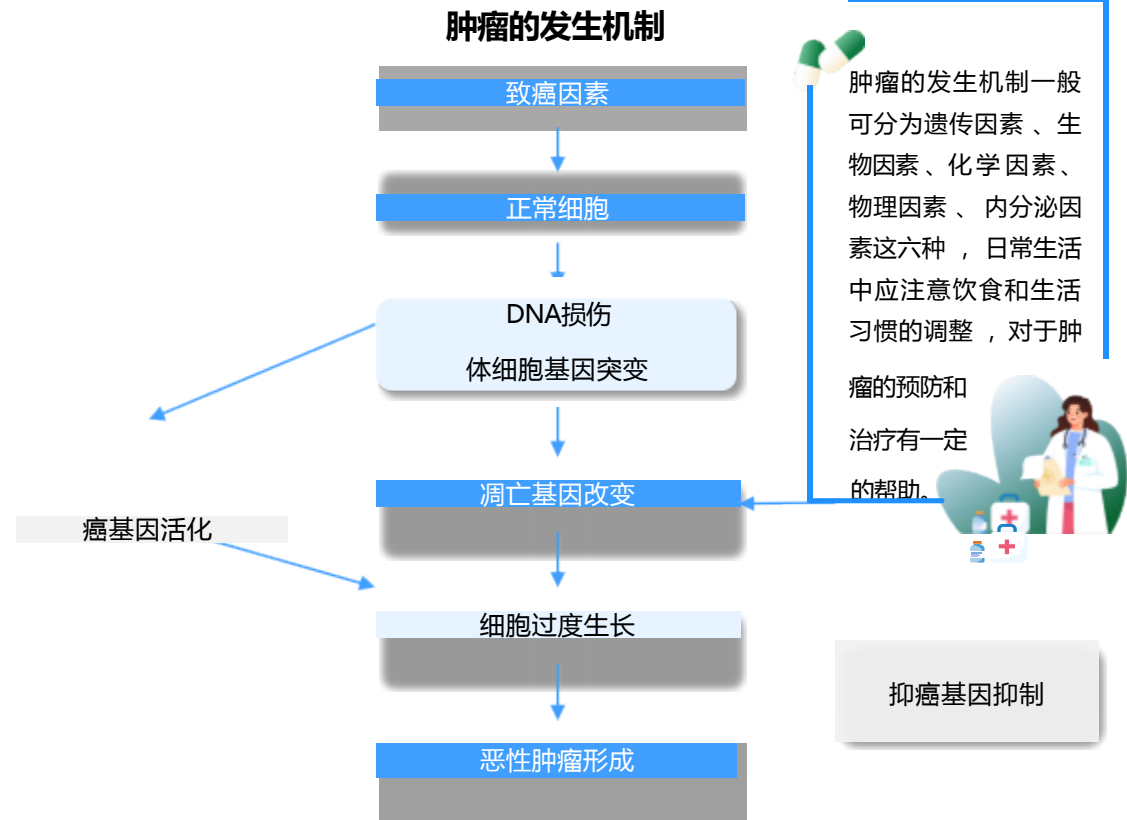 肿瘤的发生机制
致癌因素
正常细胞
DNA损伤
体细胞基因突变
凋亡基因改变
癌基因活化
细胞过度生长
恶性肿瘤形成
肿瘤的发生机制一般
可分为遗传因素 、生
物因素 、化学因素 、
物理因素 、 内分泌因
素这六种 ，日常生活
中应注意饮食和生活
习惯的调整 ，对于肿
瘤的预防和
治疗有一定
的帮助。
抑癌基因抑制